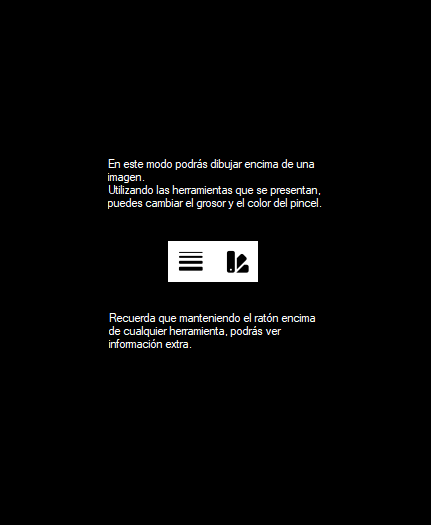 En este modo podrás dibujar encima de una
imagen.
Utilizando las herramientas que se presentan,
puedes cambiar el grosor y el color del pincel.
Recuerda que manteniendo el ratón encima
de cualquier herramienta, podrás ver
información extra.